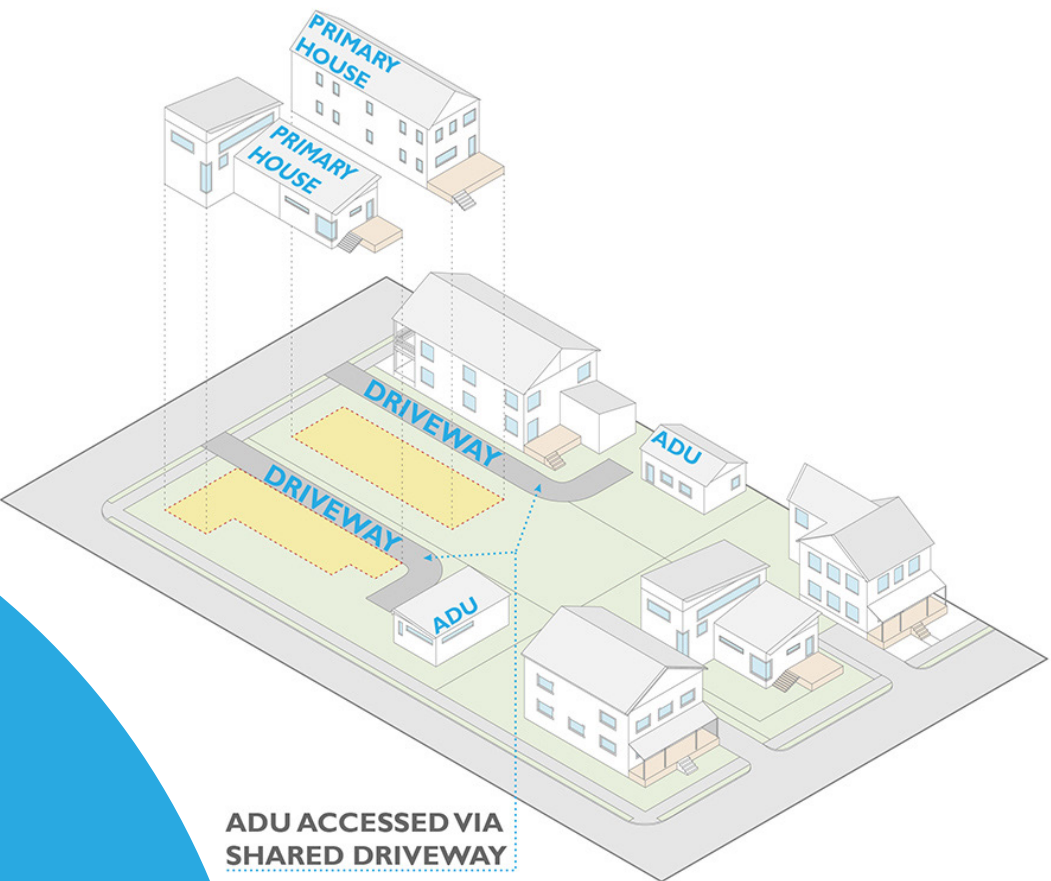 PRIMARY
HOUSE
PRIMARY
HOUSE
DRIVEWAY
ADU
DRIVEWAY
ADU
ADU ACCESSED VIA
SHARED DRIVEWAY